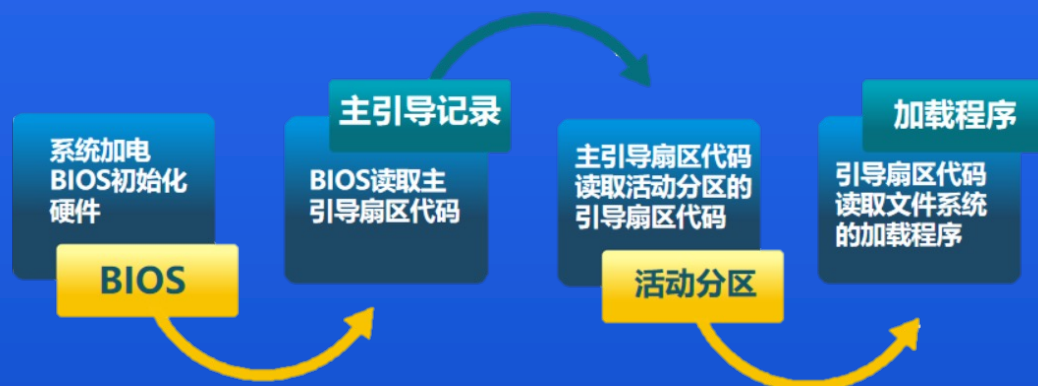 系统加电
BIOS初始化
硬件
BIOS
主引导记录
BIOS读取主
引导扇区代码
主引导扇区代码
读取活动分区的
引导扇区代码
活动分区
加载程序
引导扇区代码
读取文件系统
的加载程序